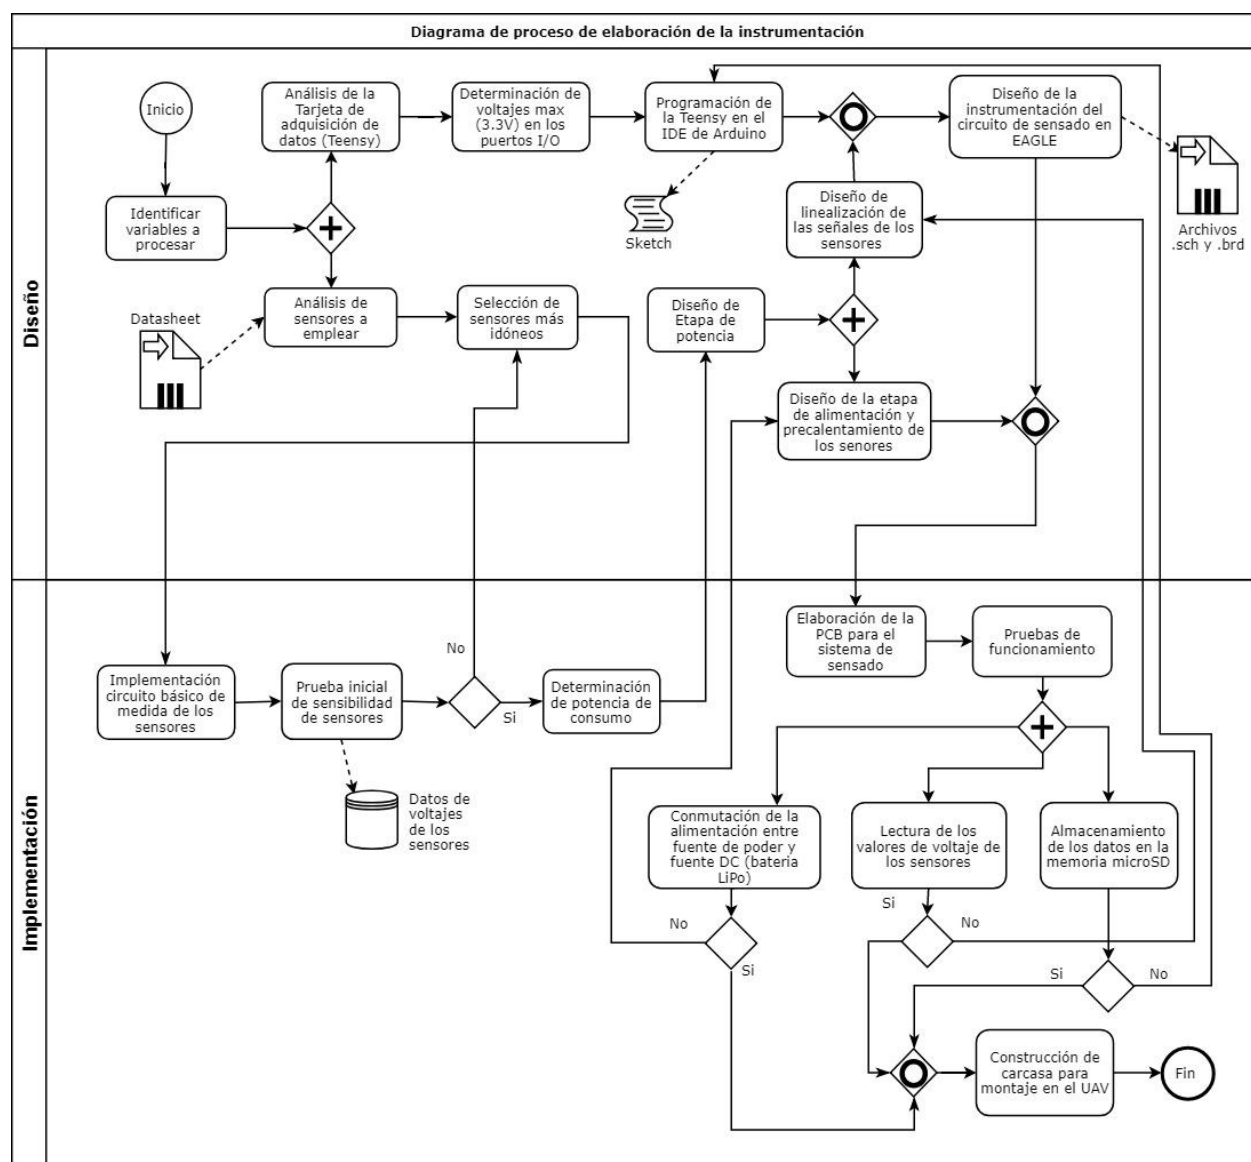 Diagrama de proceso de elaboración de la instrumentación
Diseño
Inicio
Identificar
variables a
procesar
Análisis de la
Tarjeta de
adquisición de
datos (Teensy)
Determinación de
voltajes max
(3.3V) en los
puertos I/O
Programación de
la Teensy en el
IDE de Arduino
Sketch
Diseño de la
instrumentación del
circuito de sensado en
EAGLE
Archivos
.sch y .brd
Diseño de
linealización de
las señales de los
sensores
Datasheet
Análisis de
sensores a
emplear
Selección de
sensores más
idóneos
Diseño de
Etapa de
potencia
Diseño de la etapa
de alimentación y
precalentamiento de
los senores
Implementación
Implementación
circuito básico de
medida de los
sensores
Prueba inicial
de sensibilidad
de sensores
Datos de
voltajes
de los
sensores
No
Si
Determinación
de potencia de
consumo
Elaboración de la
PCB para el
sistema de
sensado
Pruebas de
funcionamiento
Conmutación de la
alimentación entre
fuente de poder y
fuente DC (bateria
LiPo)
Lectura de los
valores de voltaje de
los sensores
Almacenamiento
de los datos en la
memoria microSD
No
Si
Si
No
Si
No
Construcción de
carcasa para
montaje en el UAV
Fin